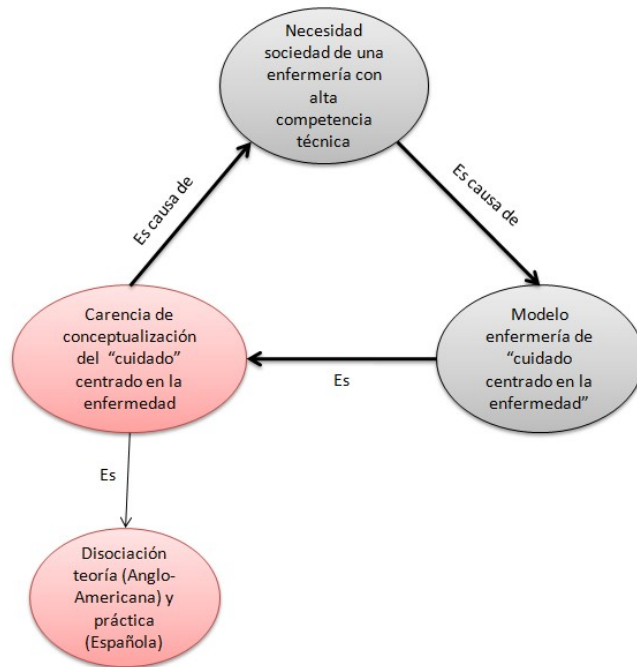 Necesidad
sociedad de una
enfermería con
alta
competencia
técnica
Es causa de
Es causa de
Carencia de
conceptualización
del "cuidado"
centrado en la
enfermedad
Modelo
enfermería de
"cuidado
centrado en la
enfermedad"
Es
Es
Disociación
teoría (Anglo-
Americana) y
práctica
(Española)